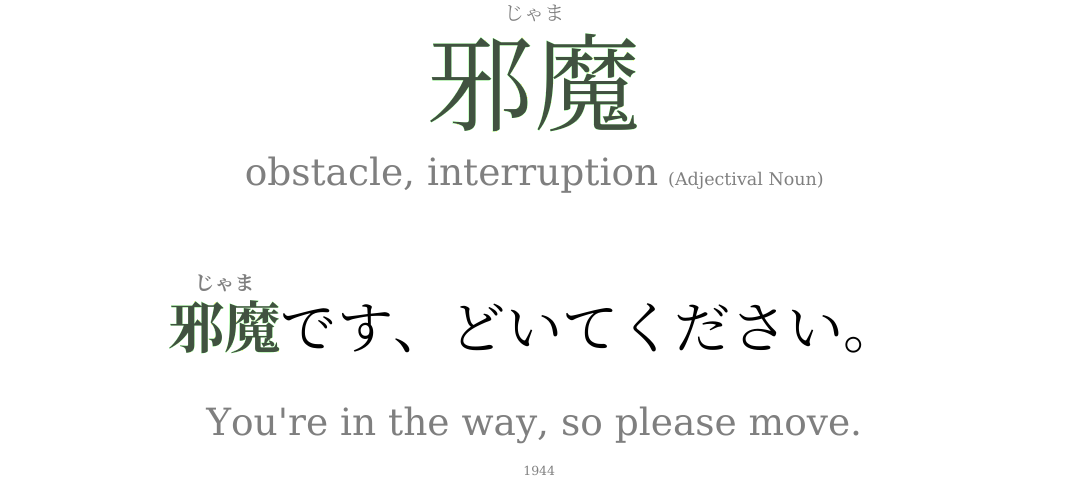 じゃま
邪魔
obstacle, interruption (Adjectival Noun)
じゃま
邪魔です、どいてください。
You're in the way, so please move.
1944